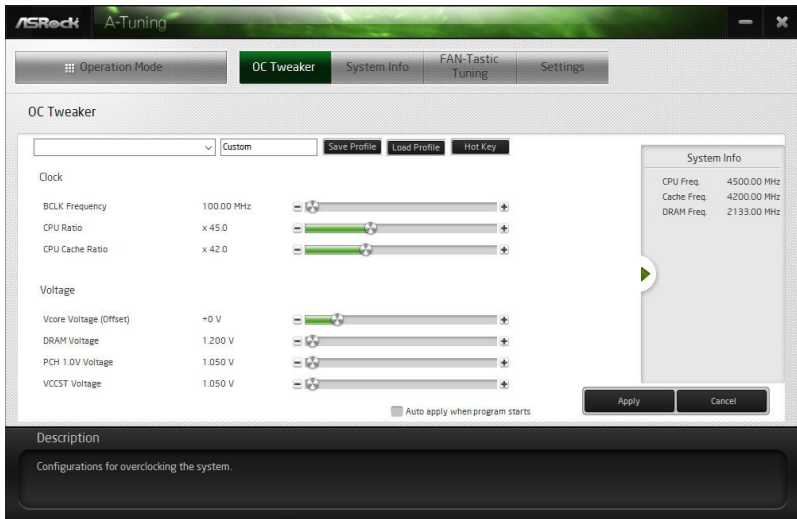 ASRock A-Tuning
Operation Mode
OC Tweaker
System Info
FAN-Tastic
Tuning
Settings
OC Tweaker
Custom
Save Profile
Load Profile
Hot Key
Clock
BCLK Frequency 100.00 MHz
CPU Ratio x 45.0
CPU Cache Ratio x 42.0
Voltage
Vcore Voltage (Offset) +0 V
DRAM Voltage 1.200 V
PCH 1.0V Voltage 1.050 V
VCCST Voltage 1.050 V
Auto apply when program starts
System Info
CPU Freq. 4500.00 MHz
Cache Freq. 4200.00 MHz
DRAM Freq. 2133.00 MHz
Apply
Cancel
Description
Configurations for overclocking the system.